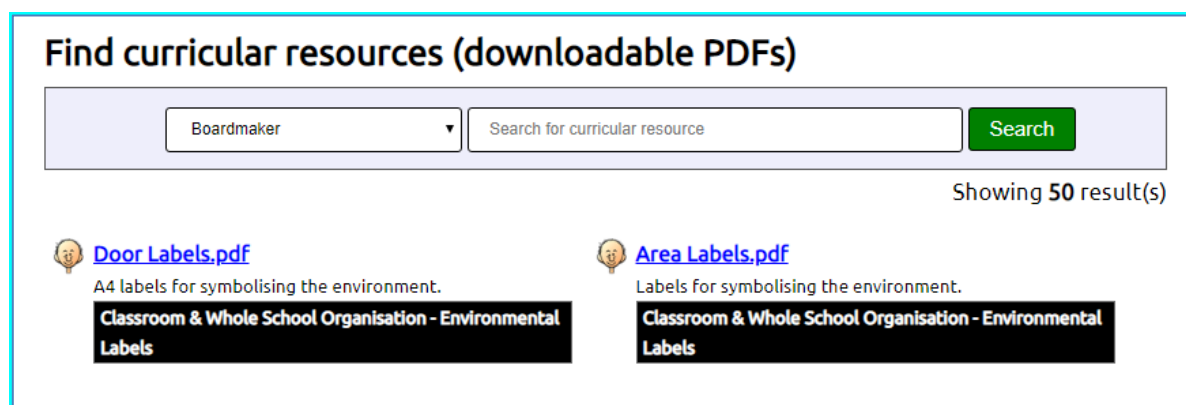 Find curricular resources (downloadable PDFs)
Boardmaker
Search for curricular resource
Search
Showing 50 result(s)
Door Labels.pdf
A4 labels for symbolising the environment.
Classroom & Whole School Organisation - Environmental
Labels
Area Labels.pdf
Labels for symbolising the environment.
Classroom & Whole School Organisation - Environmental
Labels